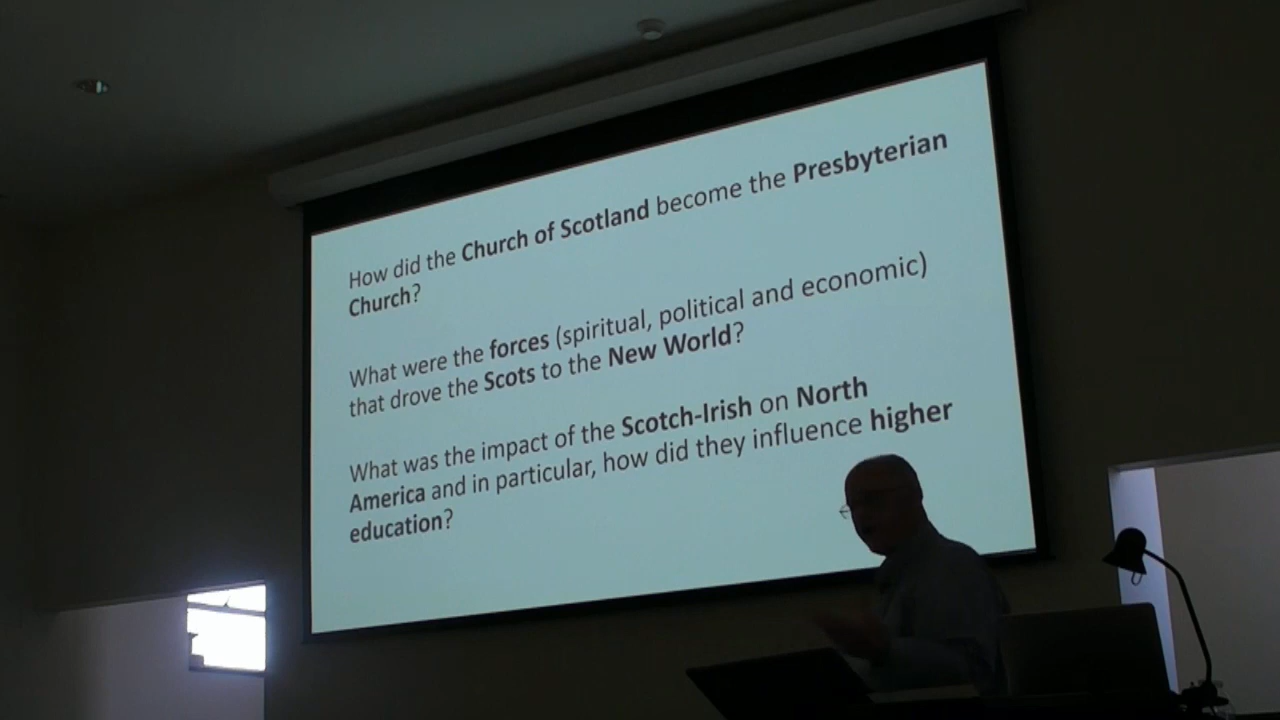 How did the Church of Scotland become the Presbyterian
Church?
What were the forces (spiritual, political and economic)
that drove the Scots to the New World?
What was the impact of the Scotch-Irish on North
America and in particular, how did they influence higher
education?